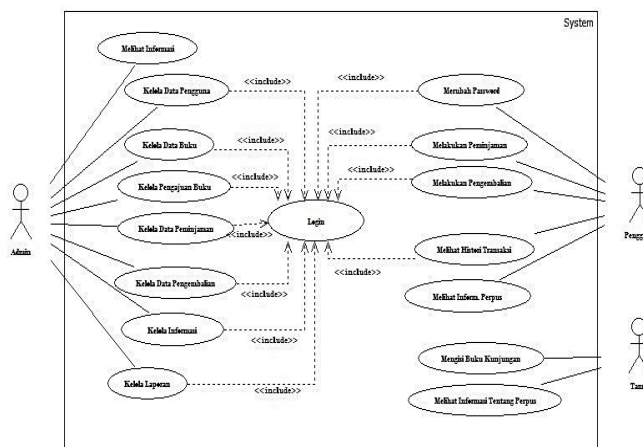 System
Melihat Informasi
Kelola Data Pengguna
<<include>>
<<include>>
Merubah Password
Kelola Data Buku
<<include>>
<<include>>
Melakukan Peminjaman
Kelola Pengajuan Buku
<<include>>
<<include>>
Melakukan Pengembalian
Admin
Kelola Data Peminjaman
<<include>>
Login
Pengg
Melihat Histori Transaksi
<<include>>
Kelola Data Pengembalian
<<include>>
Melihat Inform. Perpus
Kelola Informasi
<<include>>
Mengisi Buku Kunjungan
Kelola Laporan
<<include>>
Melihat Informasi Tentang Perpus
Tam